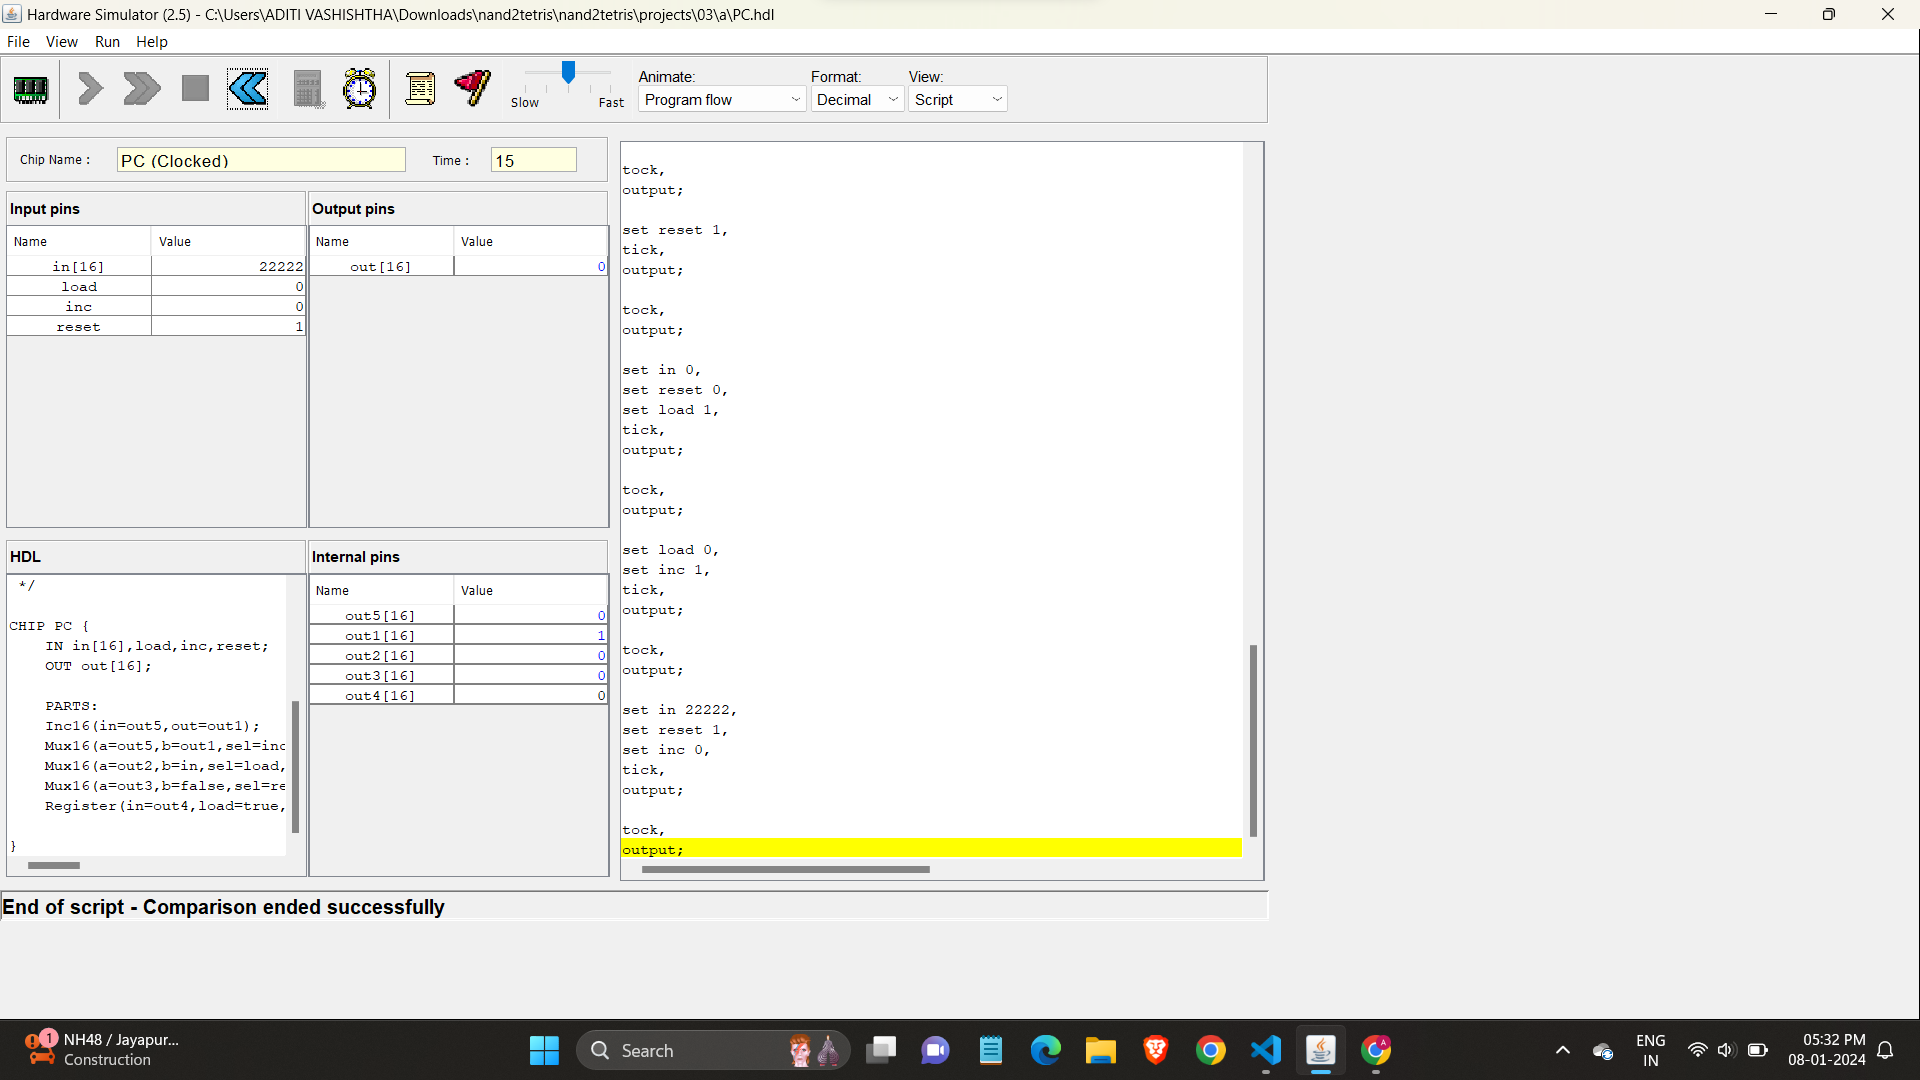 Hardware Simulator (2.5) - C:\Users\ADITI VASHISHTHA\Downloads\nand2tetris\nand2tetris\projects\03\a\PC.hdl
File View Run Help
Slow Fast
Animate:
Program flow
Format:
Decimal
View:
Script
Chip Name :
PC (Clocked)
Time :
15
Input pins
Name Value
in[16] 22222
load 0
inc 0
reset 1
Output pins
Name Value
out[16] 0
HDL
*/
CHIP PC {
IN in[16],load,inc,reset;
OUT out[16];
PARTS:
Inc16(in=out5,out=out1);
Mux16(a=out5,b=out1,sel=inc
Mux16(a=out2,b=in,sel=load,
Mux16(a=out3,b=false,sel=re
Register(in=out4,load=true,
}
Internal pins
Name Value
out5[16] 0
out1[16] 1
out2[16] 0
out3[16] 0
out4[16] 0
tock,
output;
set reset 1,
tick,
output;
tock,
output;
set in 0,
set reset 0,
set load 1,
tick,
output;
tock,
output;
set load 0,
set inc 1,
tick,
output;
tock,
output;
set in 22222,
set reset 1,
set inc 0,
tick,
output;
tock,
output;
End of script - Comparison ended successfully
1
NH48 / Jayapur...
Construction
Search
A
ENG
IN
05:32 PM
08-01-2024